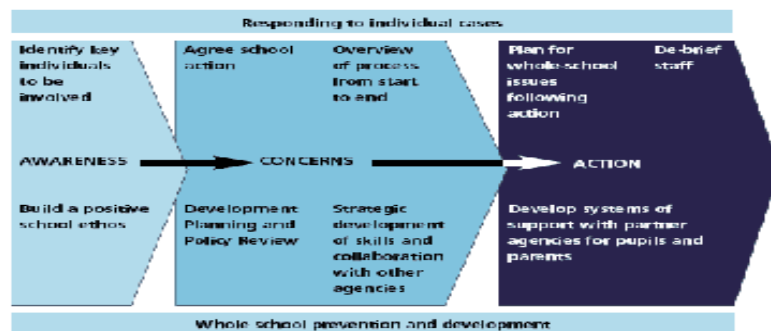 Responding to individual cases
Identify key
individuals
to be
involved
Agree school
action
Overview
of process
from start
to end
Plan for
whole-school
issues
following
action
De-brief
staff
AWARENESS
CONCERNS
ACTION
Build a positive
school ethos
Development
Planning and
Policy Review
Strategic
development
of skills and
collaboration
with other
agencies
Develop systems of
support with partner
agencies for pupils and
parents
Whole school prevention and development